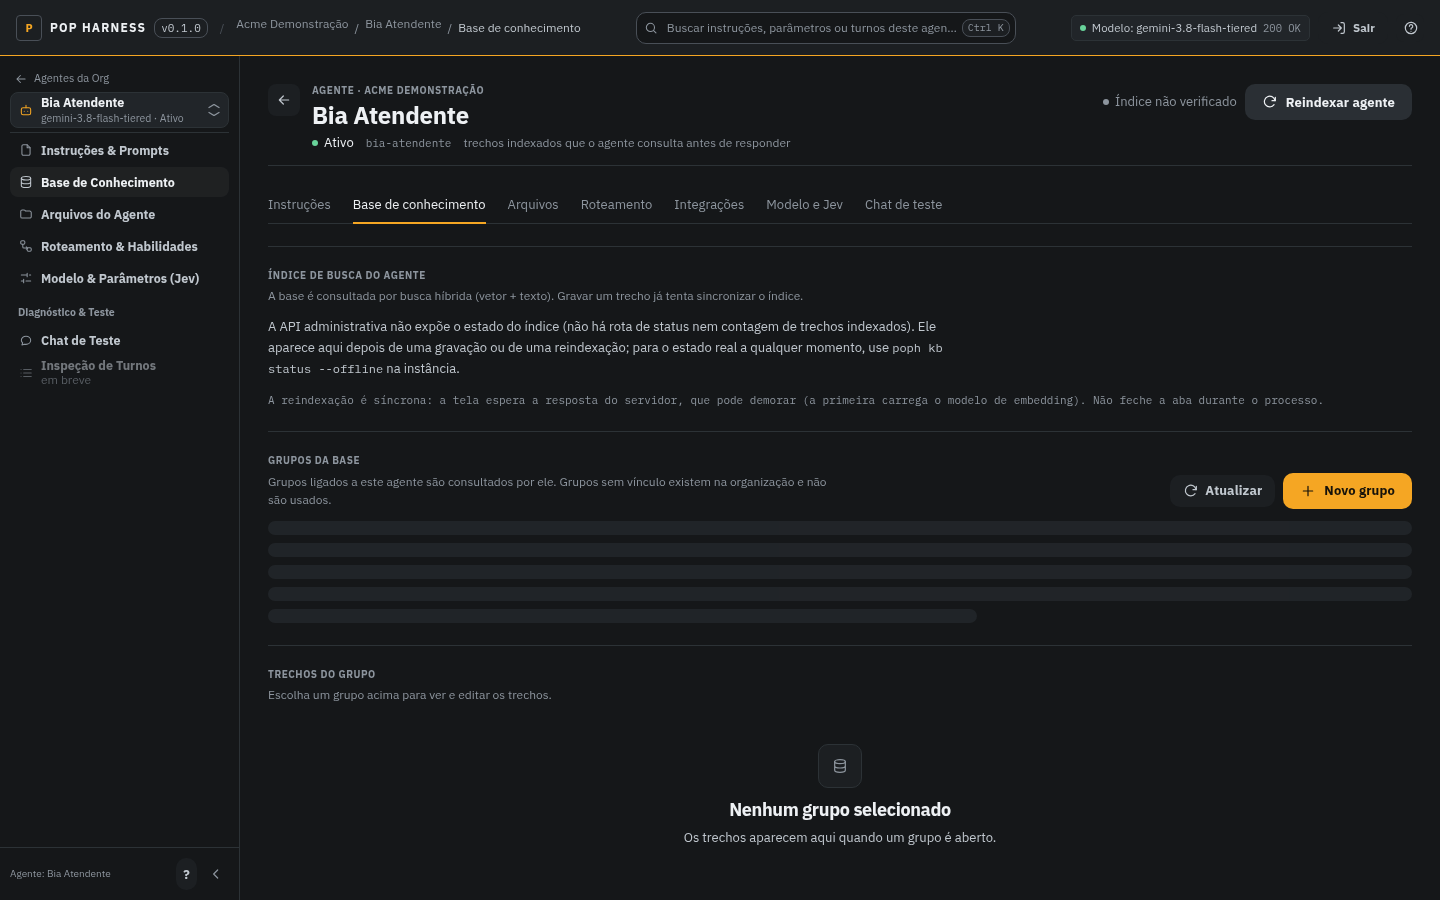 P POP HARNESS v0.1.0 / Acme Demonstração / Bia Atendente / Base de conhecimento
Buscar instruções, parâmetros ou turnos deste agen... Ctrl K
Modelo: gemini-3.8-flash-tiered 200 OK
Sair
Agentes da Org
Bia Atendente
gemini-3.8-flash-tiered · Ativo
Instruções & Prompts
Base de Conhecimento
Arquivos do Agente
Roteamento & Habilidades
Modelo & Parâmetros (Jev)
Diagnóstico & Teste
Chat de Teste
Inspeção de Turnos
em breve
Agente: Bia Atendente ?
AGENTE · ACME DEMONSTRAÇÃO
Bia Atendente
Ativo bia-atendente trechos indexados que o agente consulta antes de responder
Índice não verificado
Reindexar agente
Instruções Base de conhecimento Arquivos Roteamento Integrações Modelo e Jev Chat de teste
ÍNDICE DE BUSCA DO AGENTE
A base é consultada por busca híbrida (vetor + texto). Gravar um trecho já tenta sincronizar o índice.
A API administrativa não expõe o estado do índice (não há rota de status nem contagem de trechos indexados). Ele
aparece aqui depois de uma gravação ou de uma reindexação; para o estado real a qualquer momento, use poph kb
status --offline na instância.
A reindexação é síncrona: a tela espera a resposta do servidor, que pode demorar (a primeira carrega o modelo de embedding). Não feche a aba durante o processo.
GRUPOS DA BASE
Grupos ligados a este agente são consultados por ele. Grupos sem vínculo existem na organização e não
são usados.
Atualizar
Novo grupo
TRECHOS DO GRUPO
Escolha um grupo acima para ver e editar os trechos.
Nenhum grupo selecionado
Os trechos aparecem aqui quando um grupo é aberto.